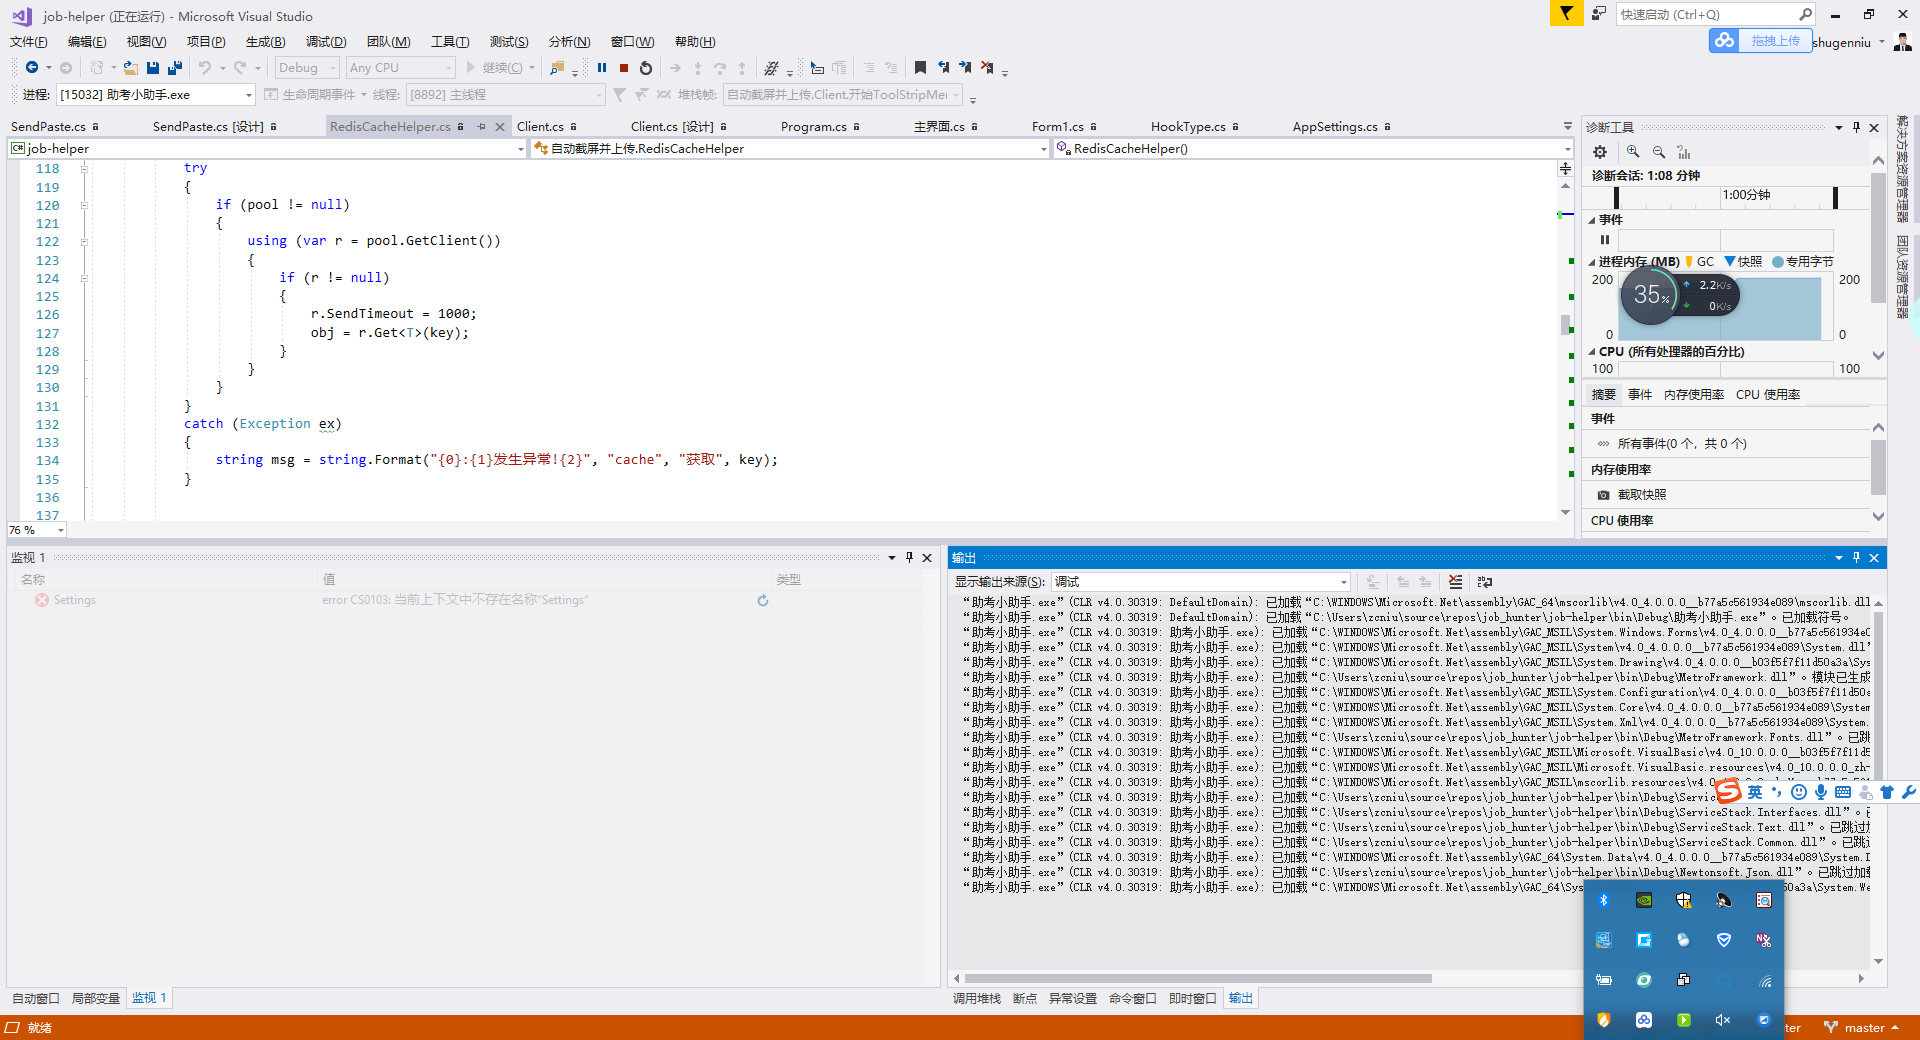 job-helper (正在运行) - Microsoft Visual Studio
快速启动 (Ctrl+Q)
文件(F) 编辑(E) 视图(V) 项目(P) 生成(B) 调试(D) 团队(M) 工具(T) 测试(S) 分析(N) 窗口(W) 帮助(H)
拖拽上传 shugenniu
Debug Any CPU 继续(C)
进程: [15032] 助考小助手.exe 生命周期事件 线程: [8892] 主线程 堆栈帧: 自动截屏并上传.Client.开始ToolStripMer
SendPaste.cs SendPaste.cs [设计] RedisCacheHelper.cs Client.cs Client.cs [设计] Program.cs 主界面.cs Form1.cs HookType.cs AppSettings.cs
job-helper 自动截屏并上传.RedisCacheHelper RedisCacheHelper()
118 try
119 {
120 if (pool != null)
121 {
122 using (var r = pool.GetClient())
123 {
124 if (r != null)
125 {
126 r.SendTimeout = 1000;
127 obj = r.Get<T>(key);
128 }
129 }
130 }
131 }
132 catch (Exception ex)
133 {
134 string msg = string.Format("{0}:{1}发生异常!{2}", "cache", "获取", key);
135 }
136
137
76 %
诊断工具
诊断会话: 1:08 分钟
1:00分钟
事件
进程内存 (MB) GC 快照 专用字节
200 200
35% 2.2K/s
0K/s
0 0
CPU (所有处理器的百分比)
100 100
摘要 事件 内存使用率 CPU 使用率
事件
所有事件(0 个，共 0 个)
内存使用率
截取快照
CPU 使用率
解决方案资源管理器
团队资源管理器
监视 1
名称 值 类型
Settings error CS0103: 当前上下文中不存在名称"Settings"
自动窗口 局部变量 监视 1
输出
显示输出来源(S): 调试
“助考小助手.exe”(CLR v4.0.30319: DefaultDomain): 已加载“C:\WINDOWS\Microsoft.Net\assembly\GAC_64\mscorlib\v4.0_4.0.0.0__b77a5c561934e089\mscorlib.dll
“助考小助手.exe”(CLR v4.0.30319: DefaultDomain): 已加载“C:\Users\zcniu\source\repos\job_hunter\job-helper\bin\Debug\助考小助手.exe”。已加载符号。
“助考小助手.exe”(CLR v4.0.30319: 助考小助手.exe): 已加载“C:\WINDOWS\Microsoft.Net\assembly\GAC_MSIL\System.Windows.Forms\v4.0_4.0.0.0__b77a5c561934e0
“助考小助手.exe”(CLR v4.0.30319: 助考小助手.exe): 已加载“C:\WINDOWS\Microsoft.Net\assembly\GAC_MSIL\System\v4.0_4.0.0.0__b77a5c561934e089\System.dll”
“助考小助手.exe”(CLR v4.0.30319: 助考小助手.exe): 已加载“C:\WINDOWS\Microsoft.Net\assembly\GAC_MSIL\System.Drawing\v4.0_4.0.0.0__b03f5f7f11d50a3a\Sys
“助考小助手.exe”(CLR v4.0.30319: 助考小助手.exe): 已加载“C:\Users\zcniu\source\repos\job_hunter\job-helper\bin\Debug\MetroFramework.dll”。模块已生成
“助考小助手.exe”(CLR v4.0.30319: 助考小助手.exe): 已加载“C:\WINDOWS\Microsoft.Net\assembly\GAC_MSIL\System.Configuration\v4.0_4.0.0.0__b03f5f7f11d50a
“助考小助手.exe”(CLR v4.0.30319: 助考小助手.exe): 已加载“C:\WINDOWS\Microsoft.Net\assembly\GAC_MSIL\System.Core\v4.0_4.0.0.0__b77a5c561934e089\System
“助考小助手.exe”(CLR v4.0.30319: 助考小助手.exe): 已加载“C:\WINDOWS\Microsoft.Net\assembly\GAC_MSIL\System.Xml\v4.0_4.0.0.0__b77a5c561934e089\System.
“助考小助手.exe”(CLR v4.0.30319: 助考小助手.exe): 已加载“C:\Users\zcniu\source\repos\job_hunter\job-helper\bin\Debug\MetroFramework.Fonts.dll”。已跳
“助考小助手.exe”(CLR v4.0.30319: 助考小助手.exe): 已加载“C:\WINDOWS\Microsoft.Net\assembly\GAC_MSIL\Microsoft.VisualBasic\v4.0_10.0.0.0__b03f5f7f11d5
“助考小助手.exe”(CLR v4.0.30319: 助考小助手.exe): 已加载“C:\WINDOWS\Microsoft.Net\assembly\GAC_MSIL\Microsoft.VisualBasic.resources\v4.0_10.0.0.0_zh-
“助考小助手.exe”(CLR v4.0.30319: 助考小助手.exe): 已加载“C:\WINDOWS\Microsoft.Net\assembly\GAC_MSIL\mscorlib.resources\v4.0
“助考小助手.exe”(CLR v4.0.30319: 助考小助手.exe): 已加载“C:\Users\zcniu\source\repos\job_hunter\job-helper\bin\Debug\Servic
英
“助考小助手.exe”(CLR v4.0.30319: 助考小助手.exe): 已加载“C:\Users\zcniu\source\repos\job_hunter\job-helper\bin\Debug\ServiceStack.Interfaces.dll”。已
“助考小助手.exe”(CLR v4.0.30319: 助考小助手.exe): 已加载“C:\Users\zcniu\source\repos\job_hunter\job-helper\bin\Debug\ServiceStack.Text.dll”。已跳过加
“助考小助手.exe”(CLR v4.0.30319: 助考小助手.exe): 已加载“C:\Users\zcniu\source\repos\job_hunter\job-helper\bin\Debug\ServiceStack.Common.dll”。已跳过
“助考小助手.exe”(CLR v4.0.30319: 助考小助手.exe): 已加载“C:\WINDOWS\Microsoft.Net\assembly\GAC_64\System.Data\v4.0_4.0.0.0__b77a5c561934e089\System.D
“助考小助手.exe”(CLR v4.0.30319: 助考小助手.exe): 已加载“C:\Users\zcniu\source\repos\job_hunter\job-helper\bin\Debug\Newtonsoft.Json.dll”。已跳过加载
“助考小助手.exe”(CLR v4.0.30319: 助考小助手.exe): 已加载“C:\WINDOWS\Microsoft.Net\assembly\GAC_64\Sys 50a3a\System.We
调用堆栈 断点 异常设置 命令窗口 即时窗口 输出
就绪
ter master